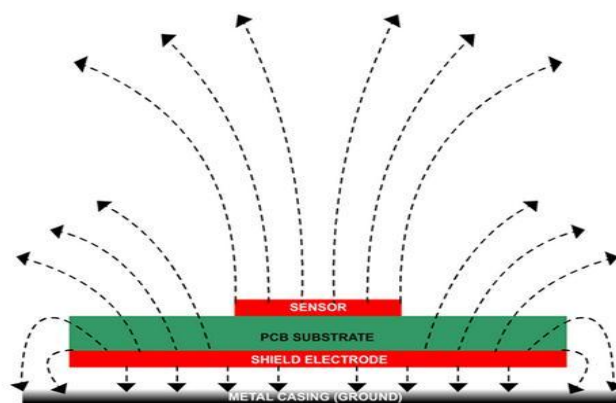 SENSOR
PCB SUBSTRATE
SHIELD ELECTRODE
METAL CASING (GROUND)